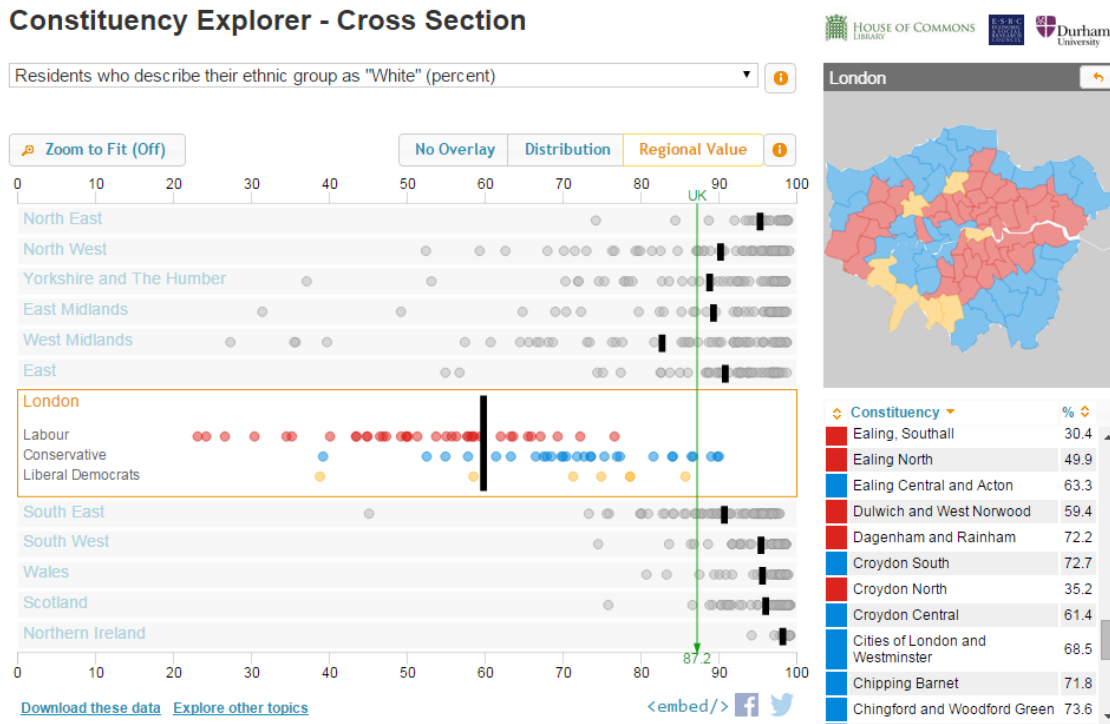 Constituency Explorer - Cross Section
HOUSE OF COMMONS
LIBRARY
E·S·R·C
ECONOMIC
& SOCIAL
RESEARCH
COUNCIL
Durham
University
Residents who describe their ethnic group as "White" (percent)
London
Zoom to Fit (Off)
No Overlay Distribution Regional Value
0 10 20 30 40 50 60 70 80 90 100
UK
North East
North West
Yorkshire and The Humber
East Midlands
West Midlands
East
London
Labour
Conservative
Liberal Democrats
South East
South West
Wales
Scotland
Northern Ireland
87.2
0 10 20 30 40 50 60 70 80 90 100
Download these data Explore other topics
<embed/>
Constituency %
Ealing, Southall 30.4
Ealing North 49.9
Ealing Central and Acton 63.3
Dulwich and West Norwood 59.4
Dagenham and Rainham 72.2
Croydon South 72.7
Croydon North 35.2
Croydon Central 61.4
Cities of London and
Westminster 68.5
Chipping Barnet 71.8
Chingford and Woodford Green 73.6